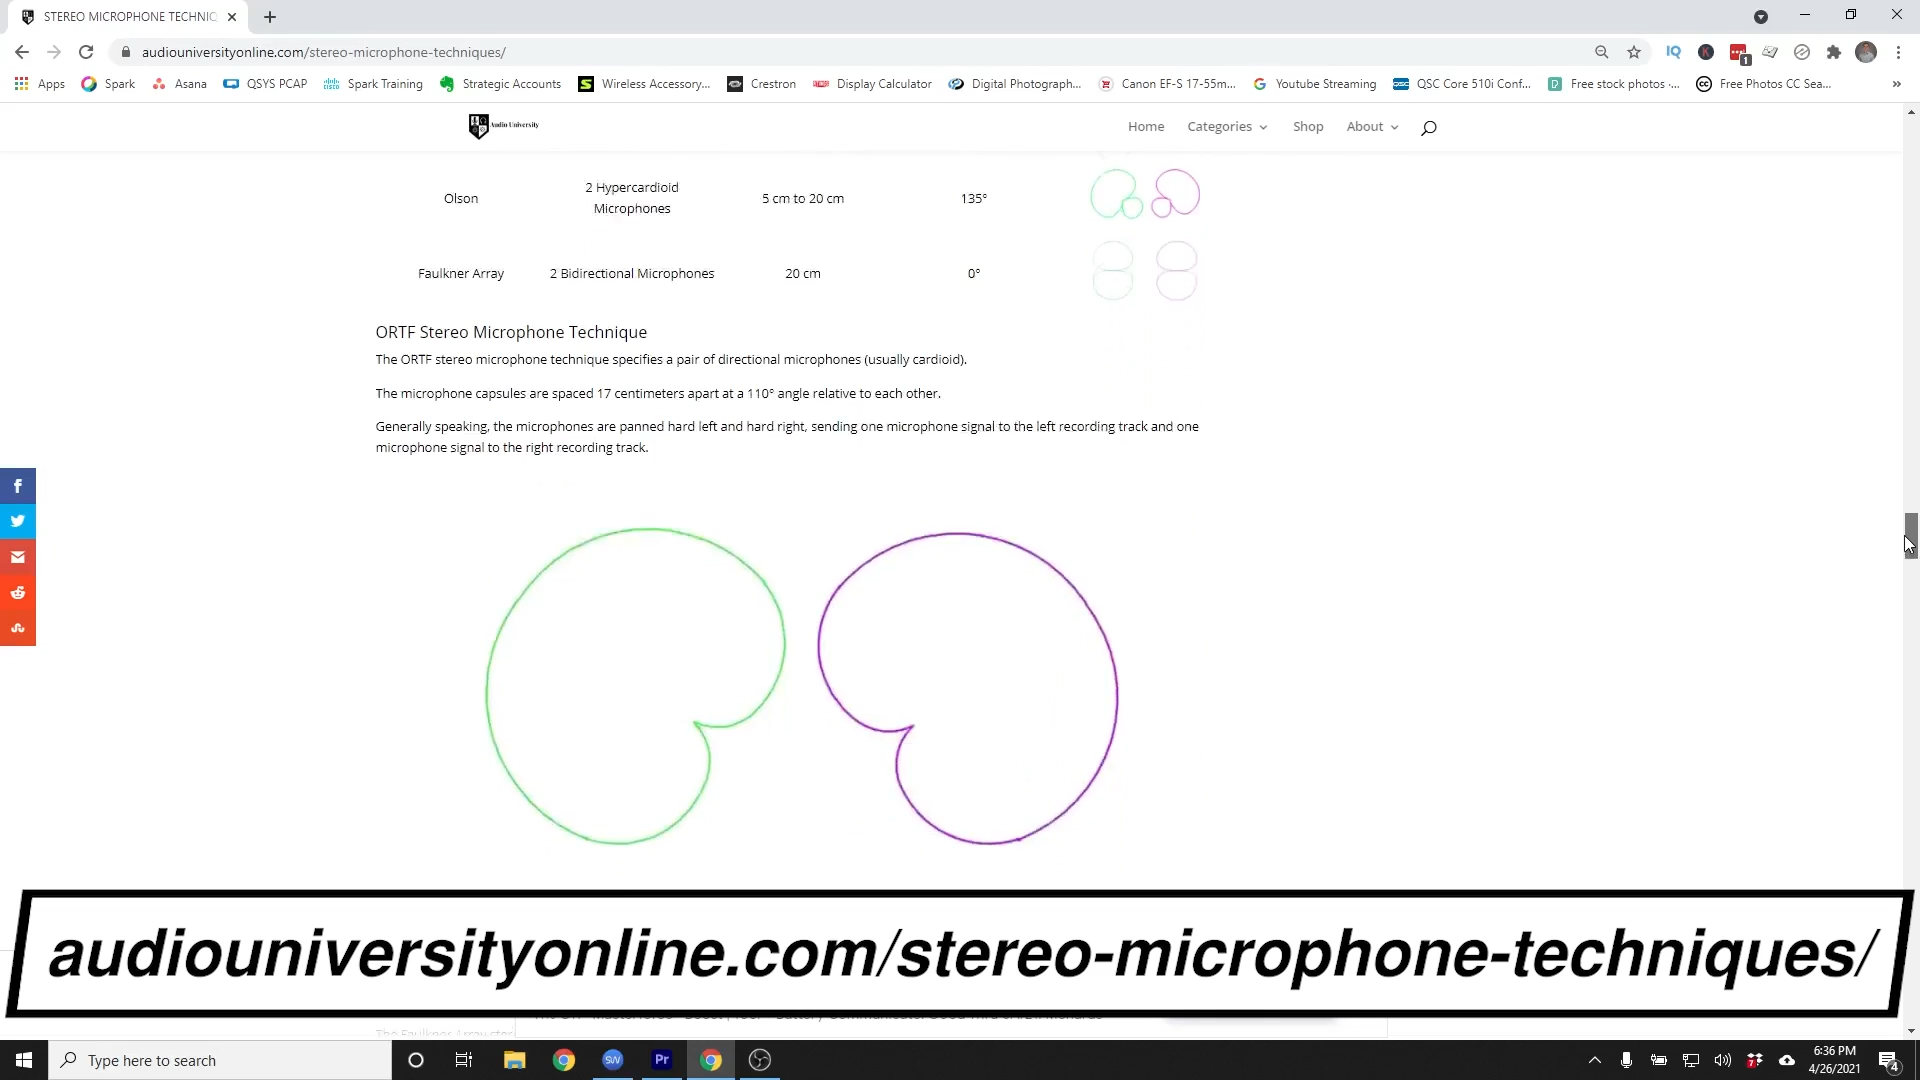 STEREO MICROPHONE TECHNIQ
audiouniversityonline.com/stereo-microphone-techniques/
Apps Spark Asana QSYS PCAP Spark Training Strategic Accounts Wireless Accessory... Crestron Display Calculator Digital Photograph... Canon EF-S 17-55m... Youtube Streaming QSC Core 510i Conf... Free stock photos ·... Free Photos CC Sea... »
Audio University Home Categories Shop About
Olson 2 Hypercardioid Microphones 5 cm to 20 cm 135°
Faulkner Array 2 Bidirectional Microphones 20 cm 0°
ORTF Stereo Microphone Technique
The ORTF stereo microphone technique specifies a pair of directional microphones (usually cardioid).
The microphone capsules are spaced 17 centimeters apart at a 110° angle relative to each other.
Generally speaking, the microphones are panned hard left and hard right, sending one microphone signal to the left recording track and one
microphone signal to the right recording track.
audiouniversityonline.com/stereo-microphone-techniques/
The Faulkner Array ster
Type here to search
6:36 PM
4/26/2021